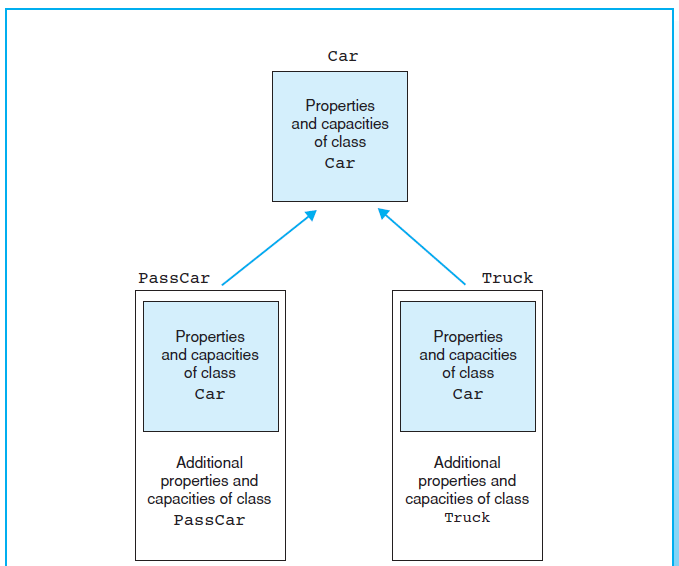 Car
Properties
and capacities
of class
Car
PassCar
Truck
Properties
and capacities
of class
Car
Additional
properties and
capacities of class
PassCar
Properties
and capacities
of class
Car
Additional
properties and
capacities of class
Truck